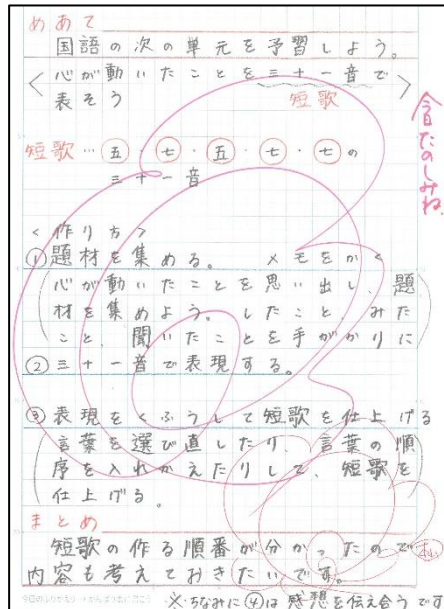 めあて
国語の次の単元を予習しよう。
<心が動いたことを三十一音で
表そう>
短歌
短歌…五・七・五・七・七の
三十一音
今日たのしみね
<作り方>
①題材を集める。 メモをかく
(心が動いたことを思い出し、題
材を集めよう。したこと、みた
こと、聞いたことを手がかりに)
②三十一音で表現する。
③表現をくふうして短歌を仕上げる
(言葉を選び直したり、言葉の順
序を入れかえたりして、短歌を
仕上げる。)
まとめ
短歌の作る順番が分かったので
内容も考えておきたいです。
※ちなみに④は感想を伝え合うです